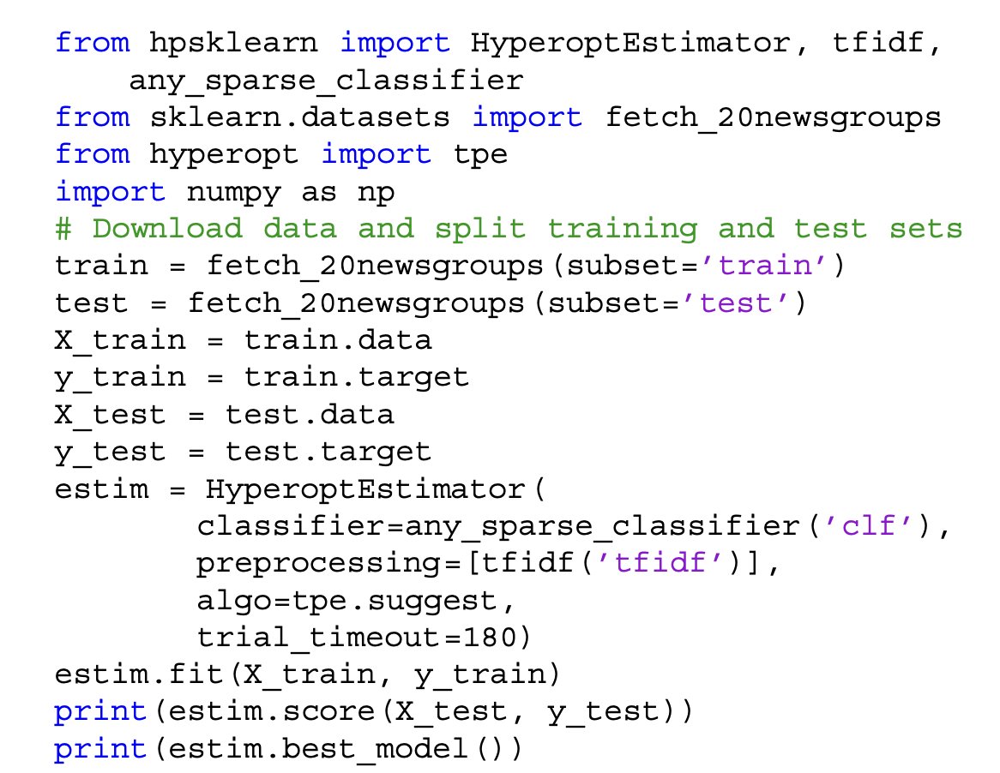 from hpsklearn import HyperoptEstimator, tfidf,
    any_sparse_classifier
from sklearn.datasets import fetch_20newsgroups
from hyperopt import tpe
import numpy as np
# Download data and split training and test sets
train = fetch_20newsgroups(subset=’train’)
test = fetch_20newsgroups(subset=’test’)
X_train = train.data
y_train = train.target
X_test = test.data
y_test = test.target
estim = HyperoptEstimator(
        classifier=any_sparse_classifier(’clf’),
        preprocessing=[tfidf(’tfidf’)],
        algo=tpe.suggest,
        trial_timeout=180)
estim.fit(X_train, y_train)
print(estim.score(X_test, y_test))
print(estim.best_model())